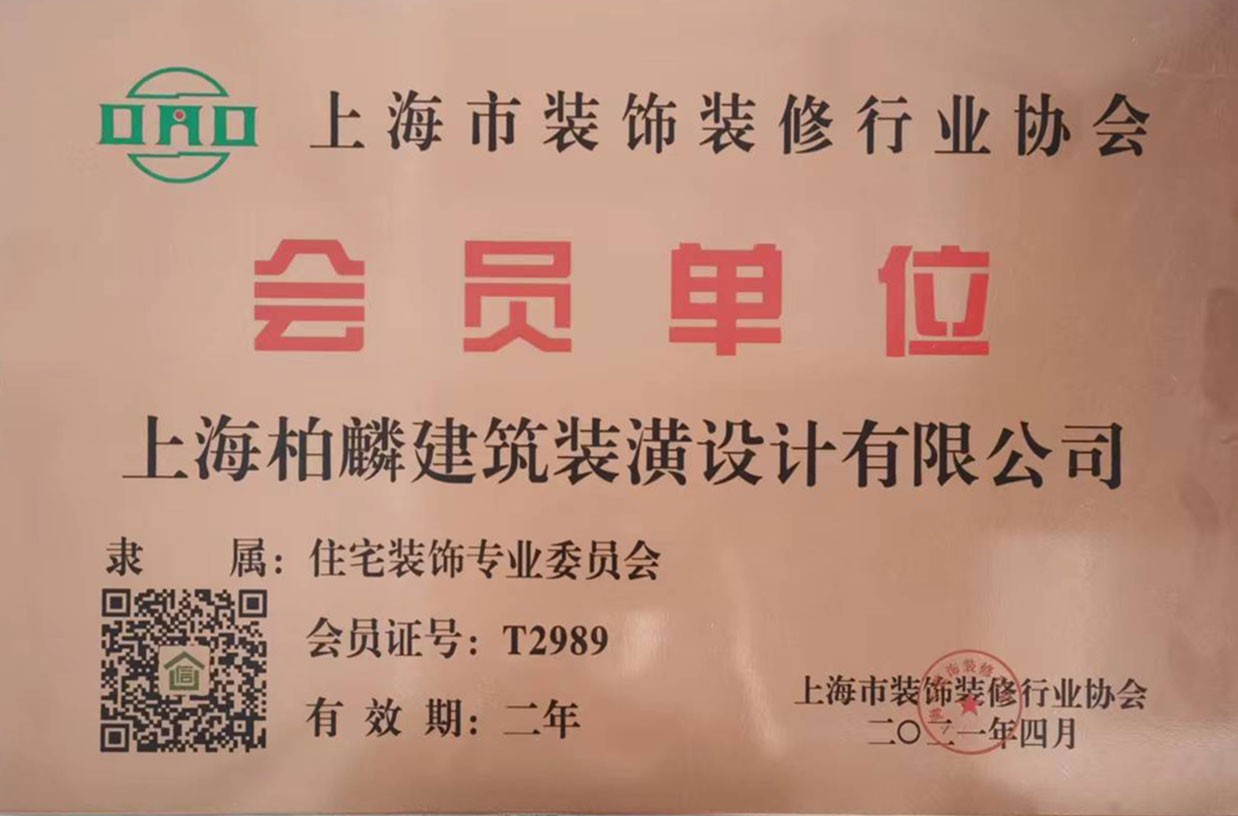 上海市装饰装修行业协会
会员单位
上海柏麟建筑装潢设计有限公司
隶属：住宅装饰专业委员会
会员证号：T2989
有效期：二年
信
上海市装饰装修行业协会
二〇二一年四月